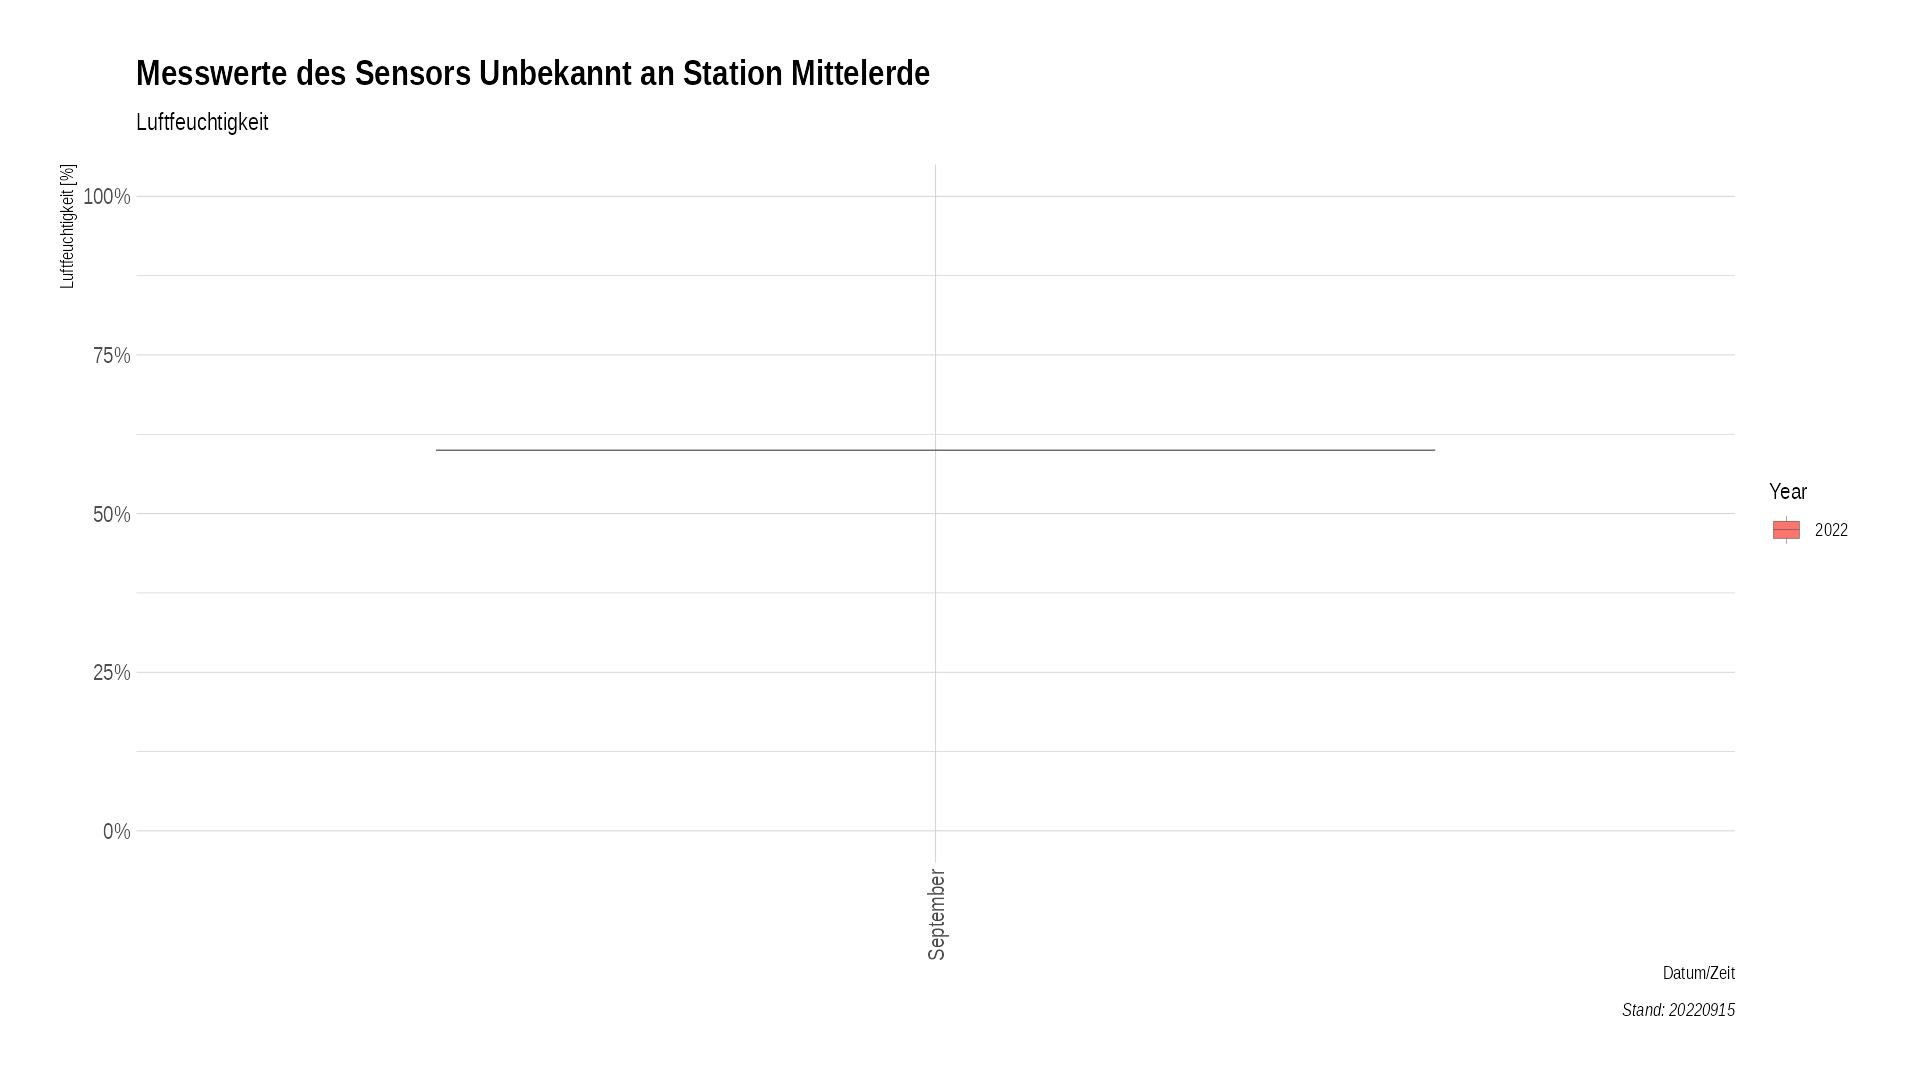 Messwerte des Sensors Unbekannt an Station Mittelerde
Luftfeuchtigkeit
Luftfeuchtigkeit [%]
100%
75%
50%
25%
0%
September
Datum/Zeit
Year
2022
Stand: 20220915